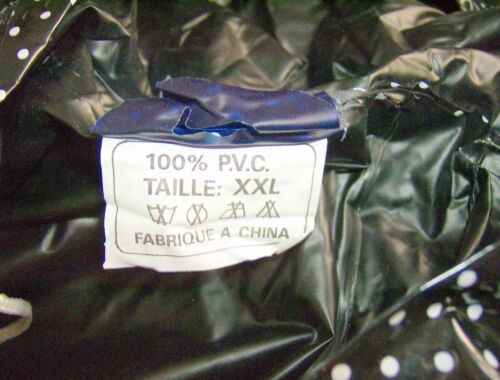 100% P.V.C.
TAILLE: XXL
FABRIQUE A CHINA